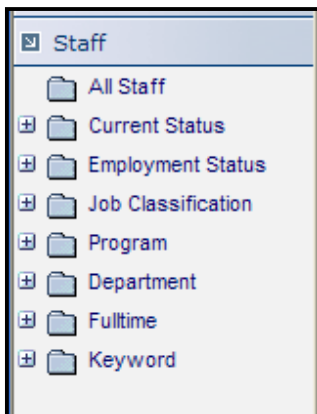 Staff
All Staff
Current Status
Employment Status
Job Classification
Program
Department
Fulltime
Keyword